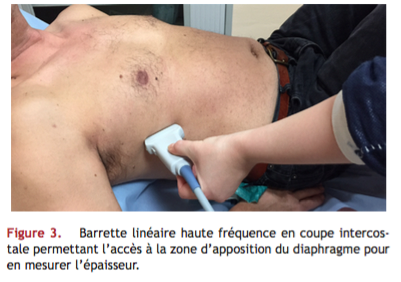 Figure 3. Barrette linéaire haute fréquence en coupe intercos-
tale permettant l'accès à la zone d'apposition du diaphragme pour
en mesurer l'épaisseur.